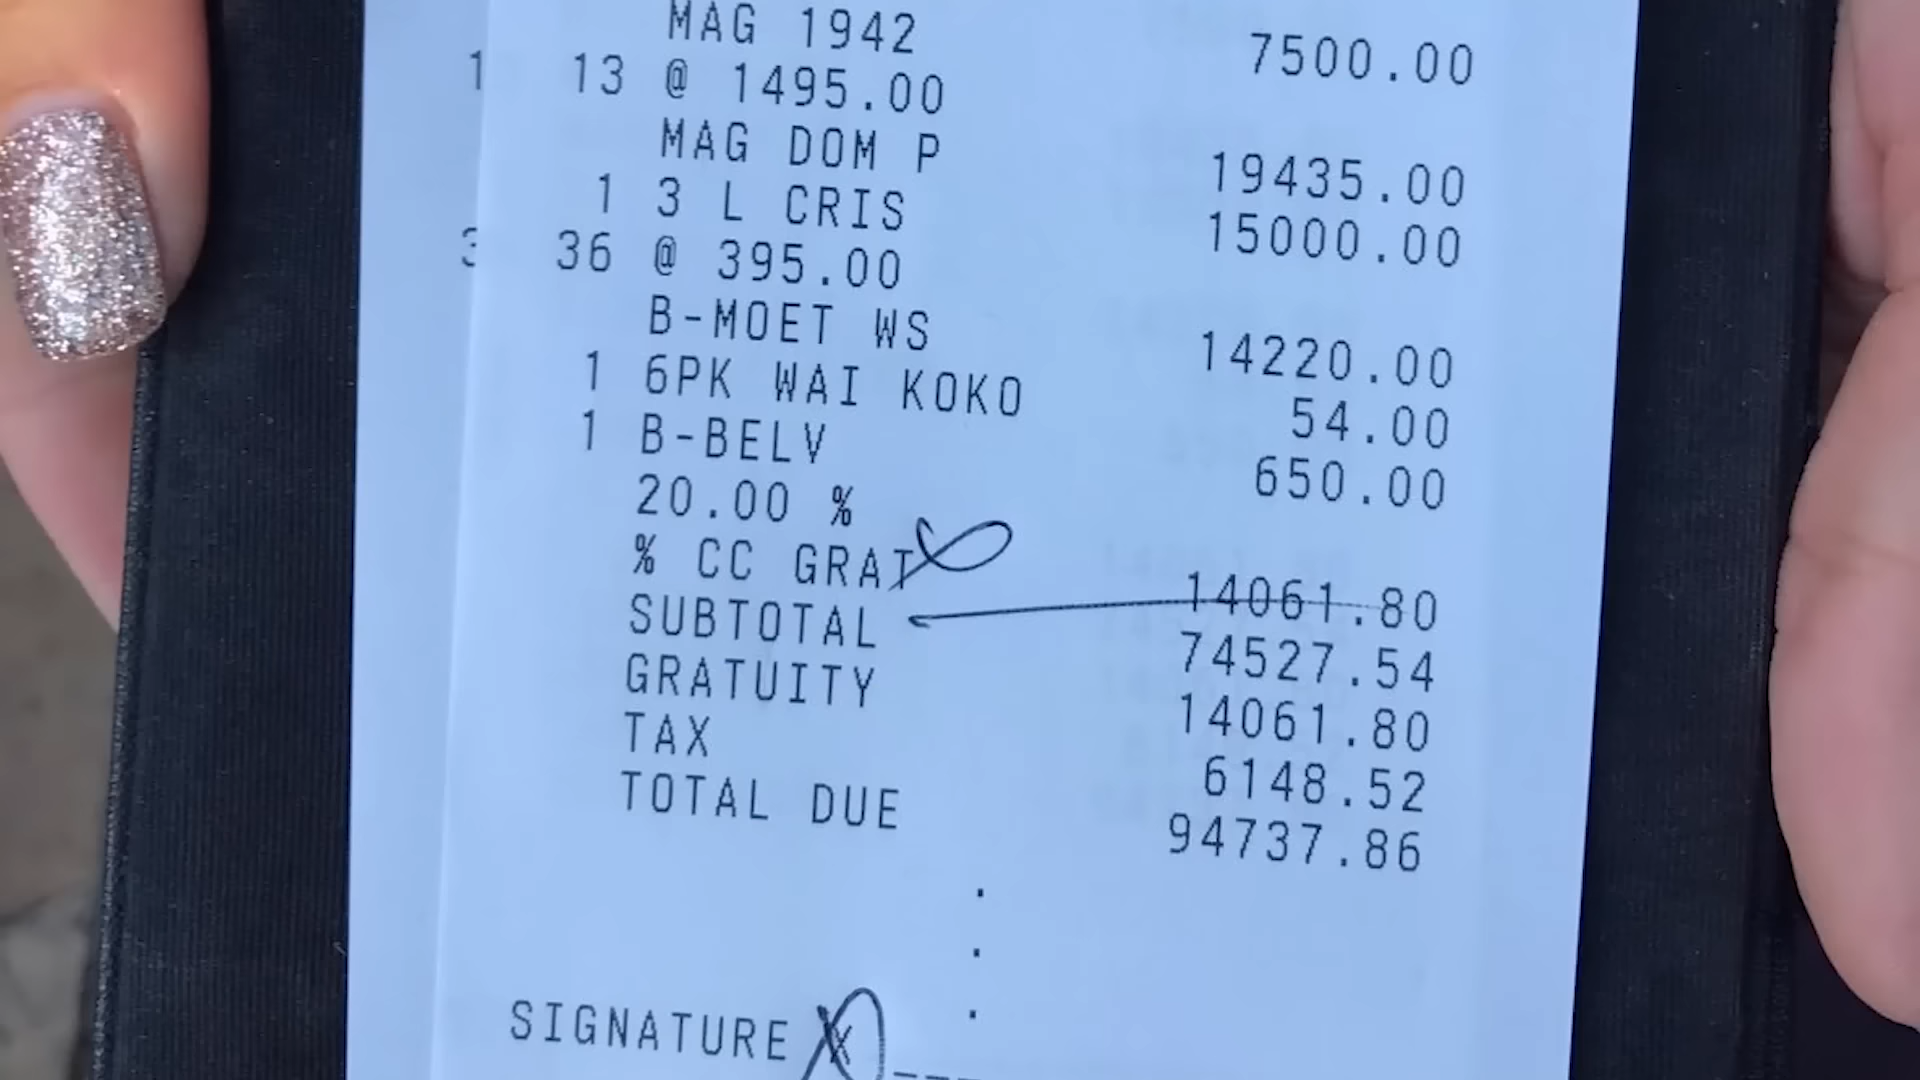 MAG 1942 7500.00
1 13 @ 1495.00
MAG DOM P 19435.00
1 3 L CRIS 15000.00
3 36 @ 395.00
B-MOET WS 14220.00
1 6PK WAI KOKO 54.00
1 B-BELV 650.00
20.00 %
% CC GRAT 14061.80
SUBTOTAL 74527.54
GRATUITY 14061.80
TAX 6148.52
TOTAL DUE 94737.86
.
.
.
SIGNATURE X ___